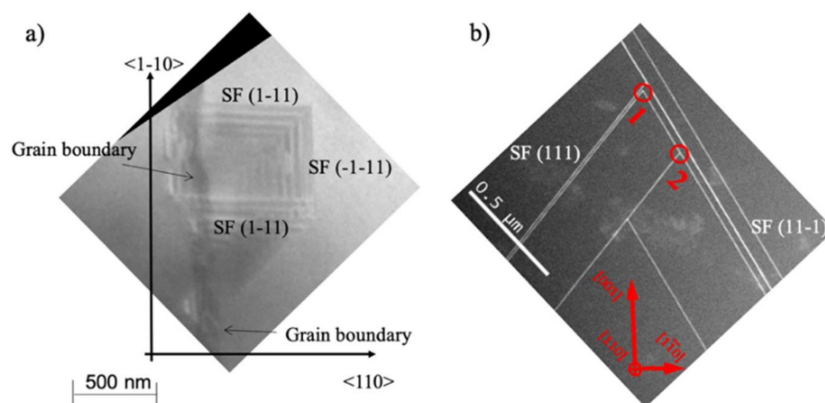 a)
<1-10>
SF (1-11)
Grain boundary
SF (-1-11)
SF (1-11)
Grain boundary
<110>
500 nm
b)
1
SF (111)
2
0.5 µm
SF (11-1)